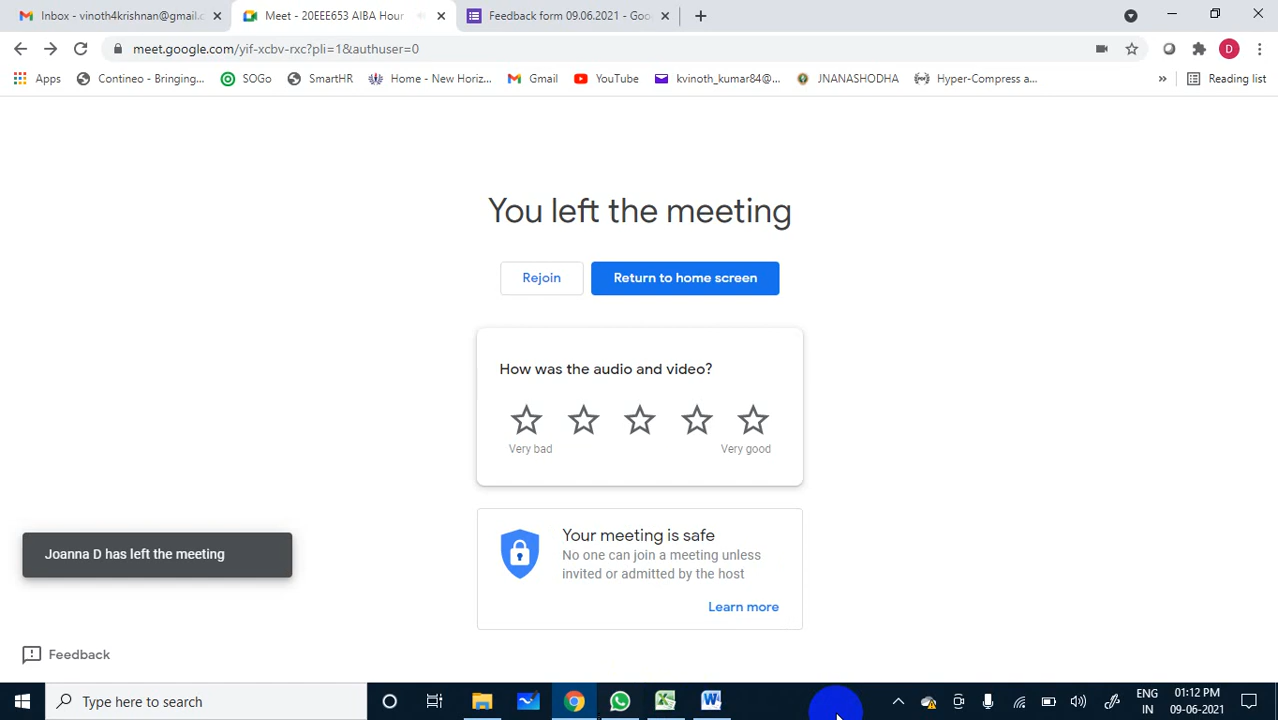 Inbox - vinoth4krishnan@gmail.c
Meet - 20EEE653 AIBA Hour
Feedback form 09.06.2021 - Goo
meet.google.com/yif-xcbv-rxc?pli=1&authuser=0
D
Apps
Contineo - Bringing...
SOGo
SmartHR
Home - New Horiz...
Gmail
YouTube
kvinoth_kumar84@...
JNANASHODHA
Hyper-Compress a...
»
Reading list
You left the meeting
Rejoin
Return to home screen
How was the audio and video?
Very bad
Very good
Your meeting is safe
No one can join a meeting unless
invited or admitted by the host
Learn more
Joanna D has left the meeting
Feedback
Type here to search
ENG
IN
01:12 PM
09-06-2021